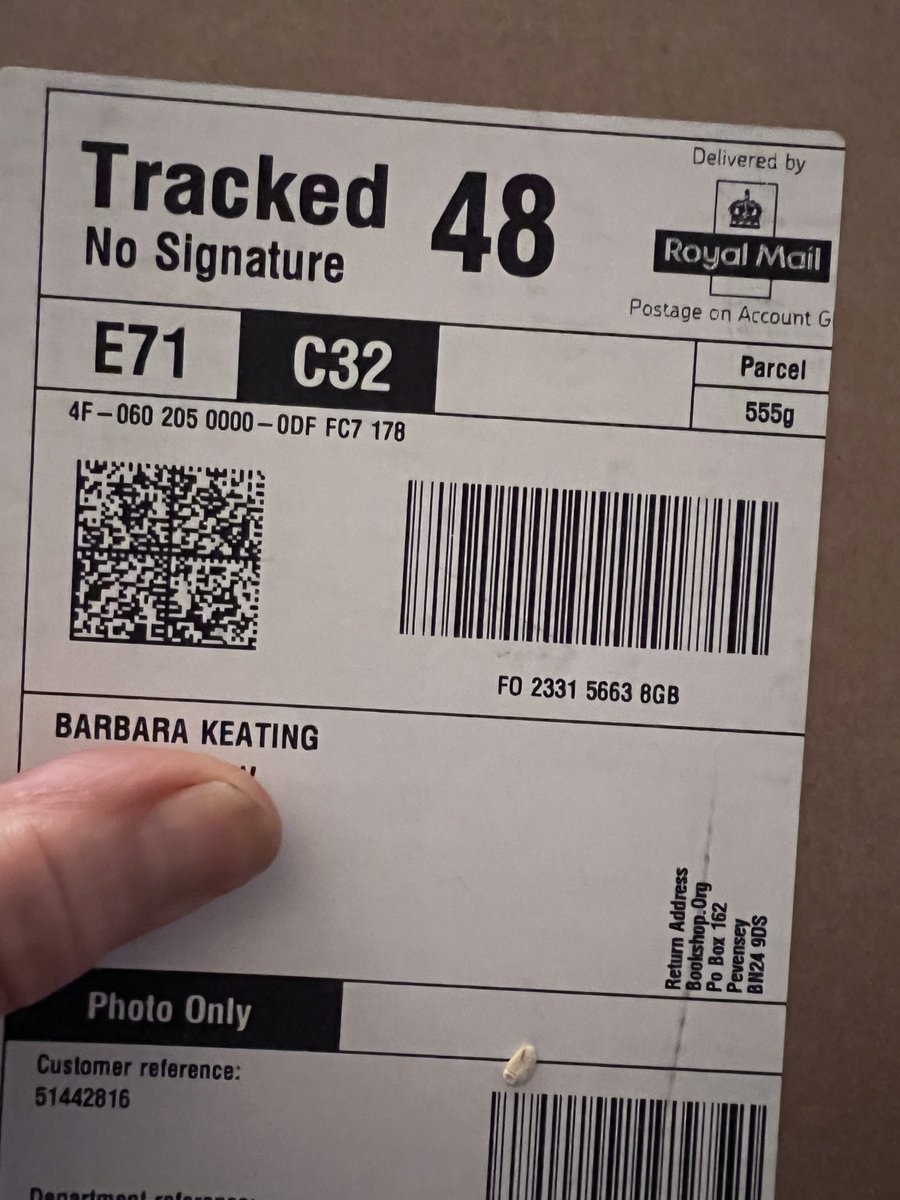 Tracked 48
No Signature
Delivered by
Royal Mail
Postage on Account G
E71
C32
Parcel
555g
4F-060 205 0000-0DF FC7 178
FO 2331 5663 8GB
BARBARA KEATING
Return Address
Bookshop.Org
Po Box 162
Pevensey
BN24 9DS
Photo Only
Customer reference:
51442816
Department reference: